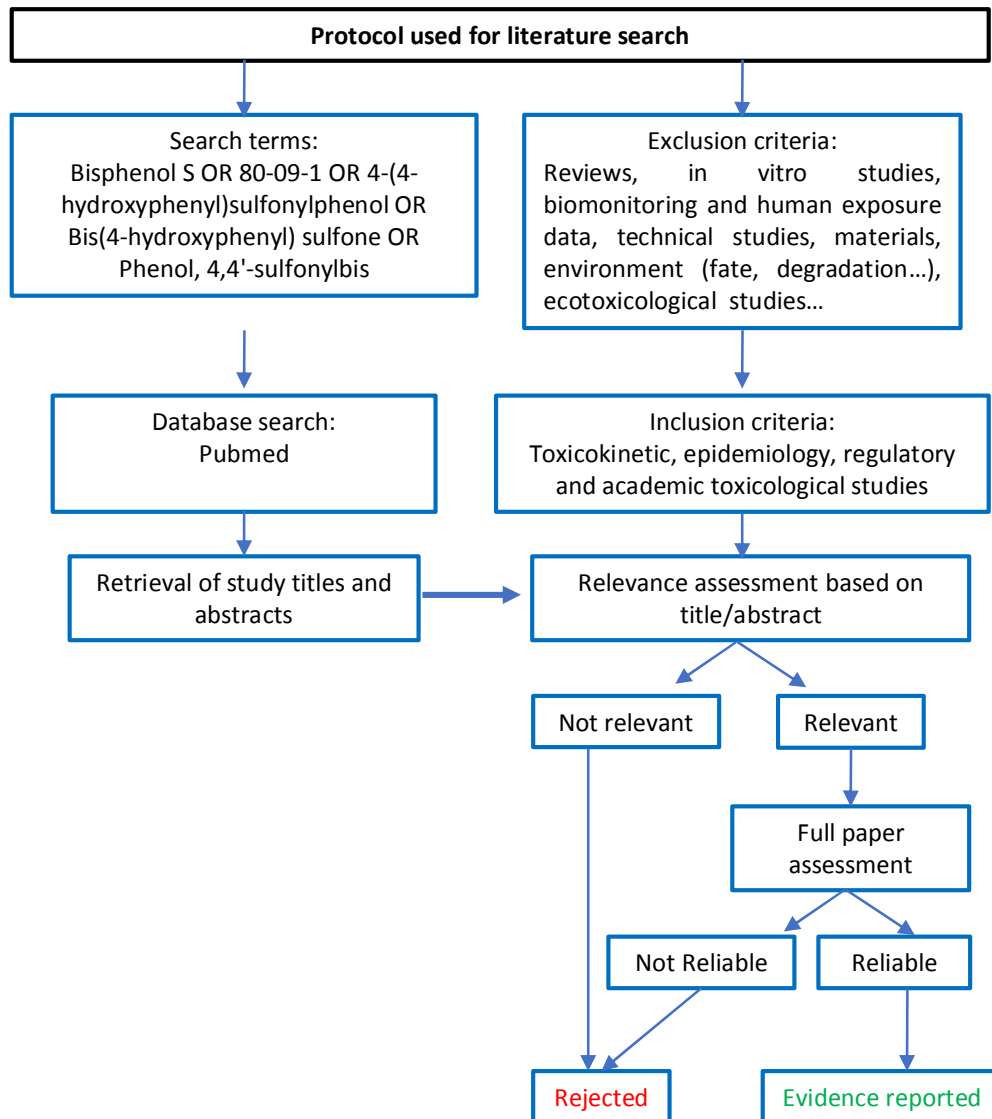 Protocol used for literature search
Search terms:
Bisphenol S OR 80-09-1 OR 4-(4-
hydroxyphenyl)sulfonylphenol OR
Bis(4-hydroxyphenyl) sulfone OR
Phenol, 4,4'-sulfonylbis
Exclusion criteria:
Reviews, in vitro studies,
biomonitoring and human exposure
data, technical studies, materials,
environment (fate, degradation…),
ecotoxicological studies…
Database search:
Pubmed
Inclusion criteria:
Toxicokinetic, epidemiology, regulatory
and academic toxicological studies
Retrieval of study titles and
abstracts
Relevance assessment based on
title/abstract
Not relevant
Relevant
Full paper
assessment
Not Reliable
Reliable
Rejected
Evidence reported